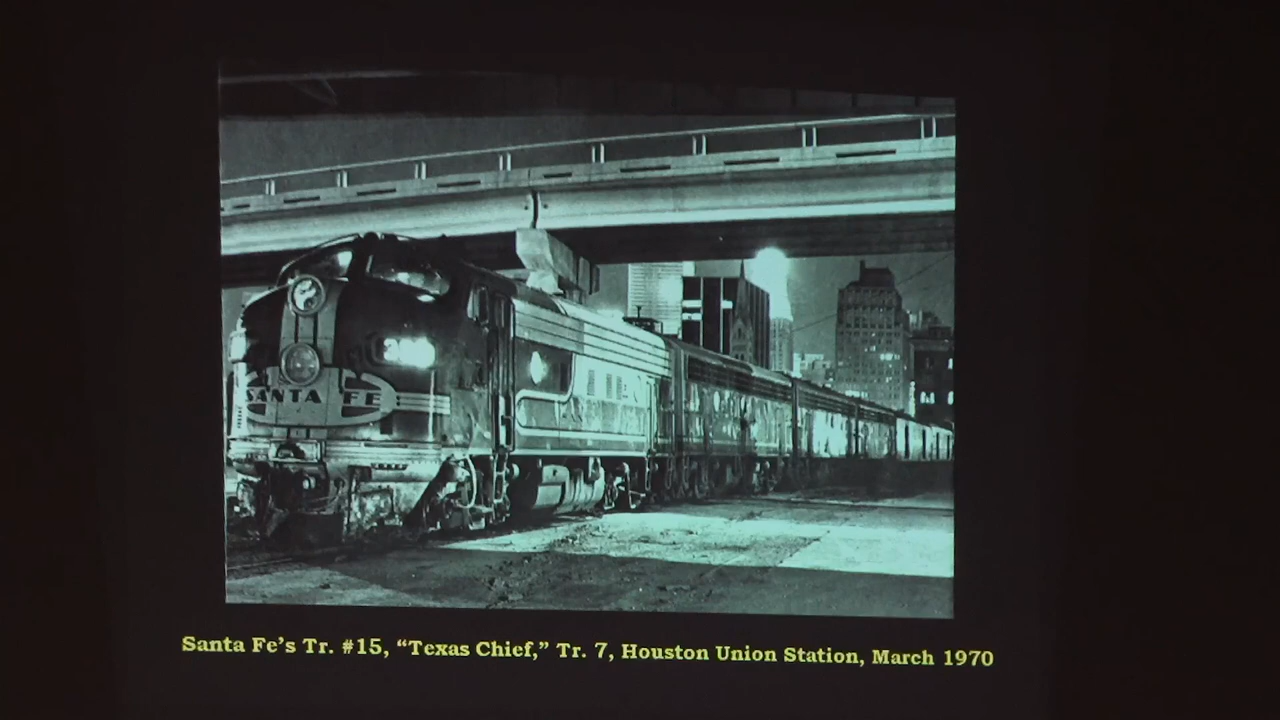 SANTA FE
Santa Fe's Tr. #15, “Texas Chief,” Tr. 7, Houston Union Station, March 1970